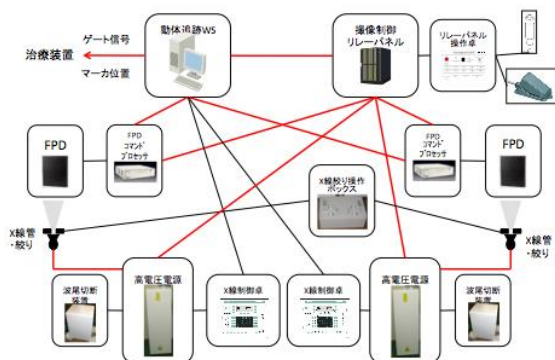 ゲート信号
治療装置
マーカ位置
動体追跡WS
撮像制御
リレーパネル
リレーパネル
操作卓
FPD
FPD
コマンド
プロセッサ
FPD
コマンド
プロセッサ
FPD
X線絞り操作
ボックス
X線管
・絞り
X線管
・絞り
波尾切断
装置
高電圧電源
X線制御卓
X線制御卓
高電圧電源
波尾切断
装置